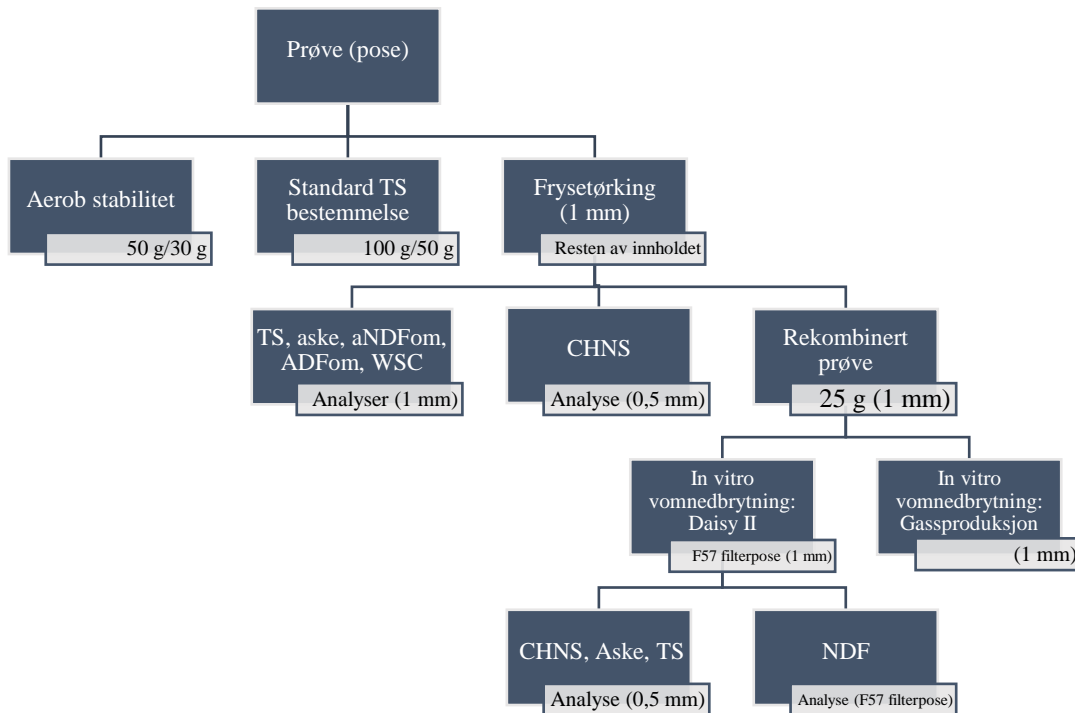 Prøve (pose)
Aerob stabilitet
50 g/30 g
Standard TS
bestemmelse
100 g/50 g
Frysetørking
(1 mm)
Resten av innholdet
TS, aske, aNDFom,
ADFom, WSC
Analyser (1 mm)
CHNS
Analyse (0,5 mm)
Rekombinert
prøve
25 g (1 mm)
In vitro
vomnedbrytning:
Daisy II
F57 filterpose (1 mm)
In vitro
vomnedbrytning:
Gassproduksjon
(1 mm)
CHNS, Aske, TS
Analyse (0,5 mm)
NDF
Analyse (F57 filterpose)